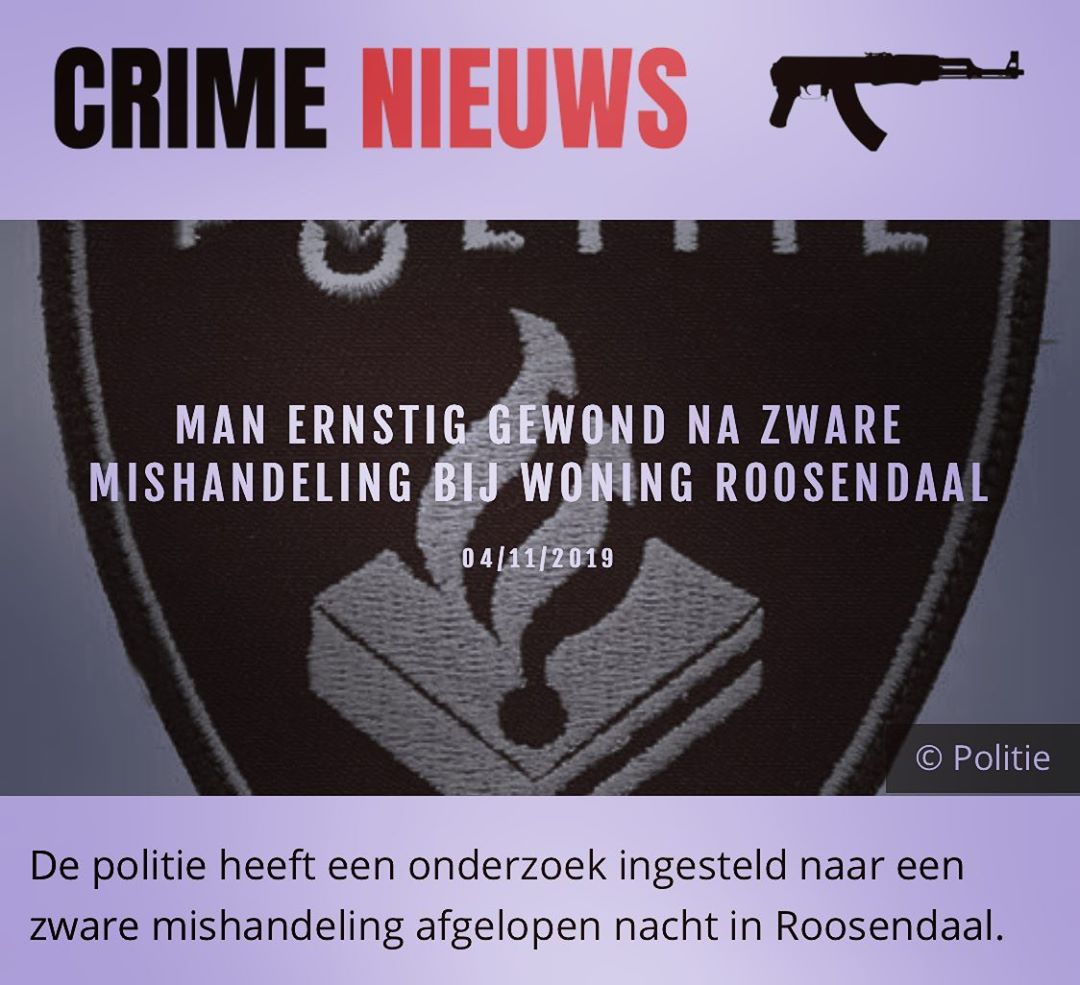 CRIME NIEUWS
POLITIE
MAN ERNSTIG GEWOND NA ZWARE
MISHANDELING BIJ WONING ROOSENDAAL
04/11/2019
© Politie
De politie heeft een onderzoek ingesteld naar een
zware mishandeling afgelopen nacht in Roosendaal.